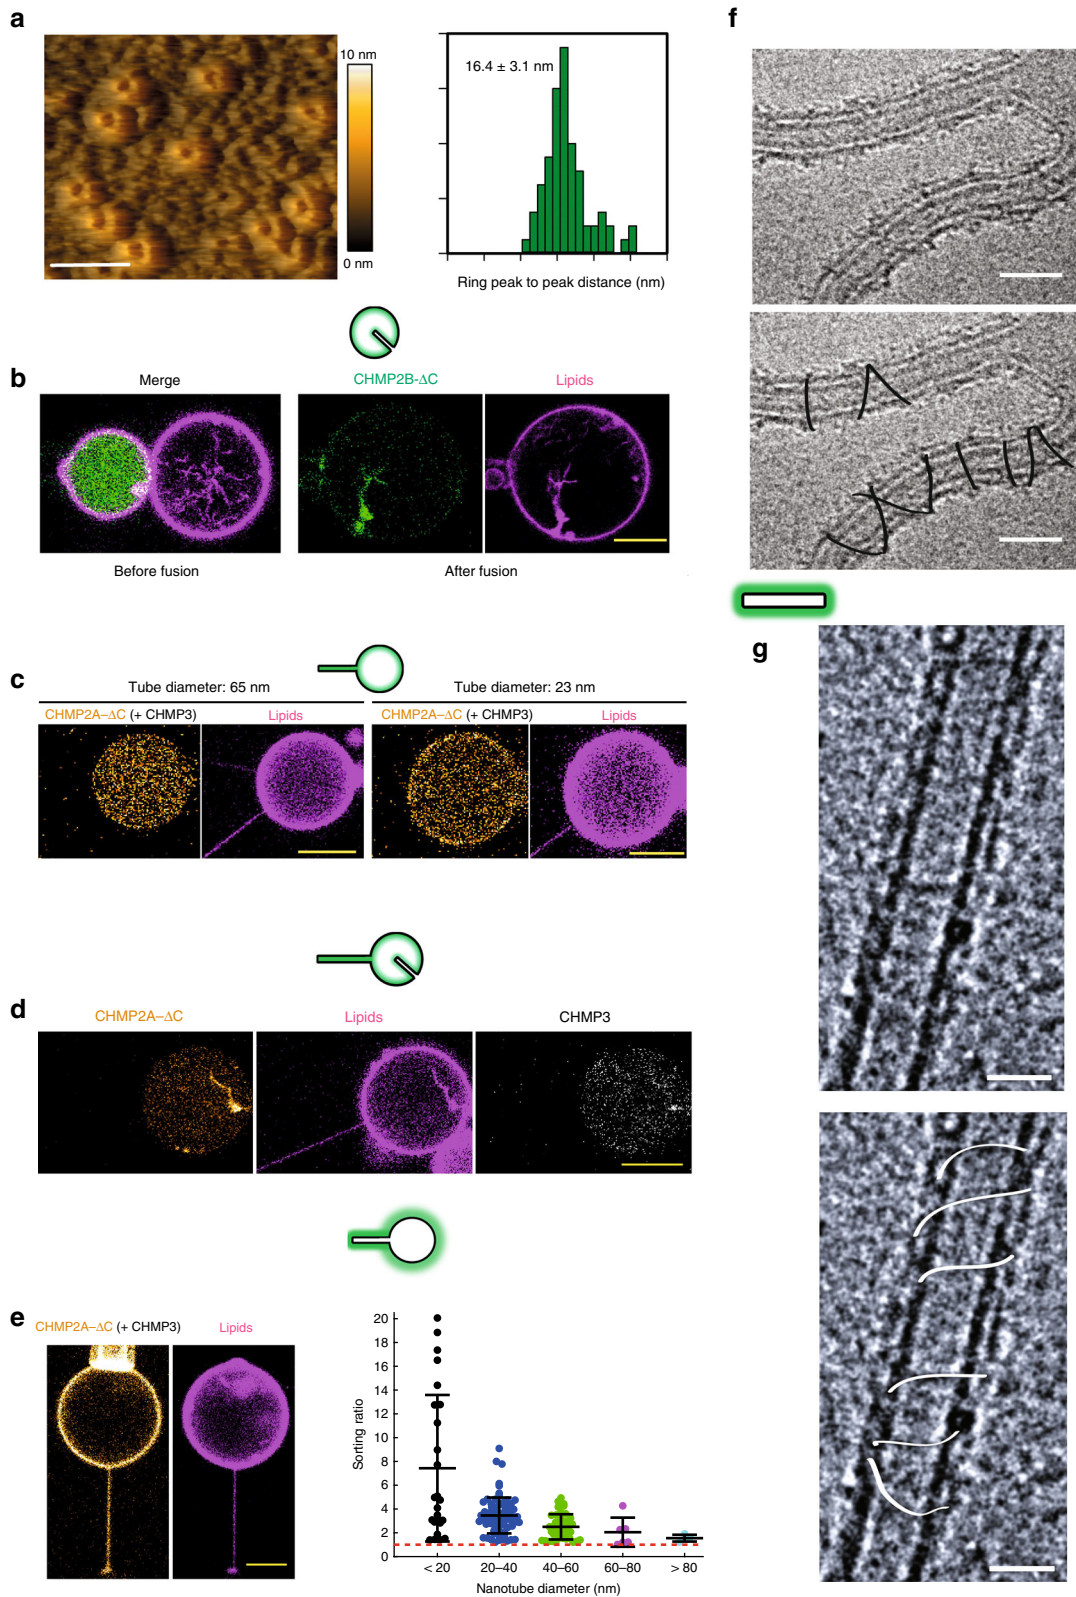 a
10 nm
0 nm
16.4 ± 3.1 nm
Ring peak to peak distance (nm)
b
Merge
CHMP2B-ΔC
Lipids
Before fusion
After fusion
c
Tube diameter: 65 nm
Tube diameter: 23 nm
CHMP2A–ΔC (+ CHMP3)
Lipids
CHMP2A–ΔC (+ CHMP3)
Lipids
d
CHMP2A–ΔC
Lipids
CHMP3
e
CHMP2A–ΔC (+ CHMP3)
Lipids
Sorting ratio
20
18
16
14
12
10
8
6
4
2
0
< 20
20–40
40–60
60–80
> 80
Nanotube diameter (nm)
f
g